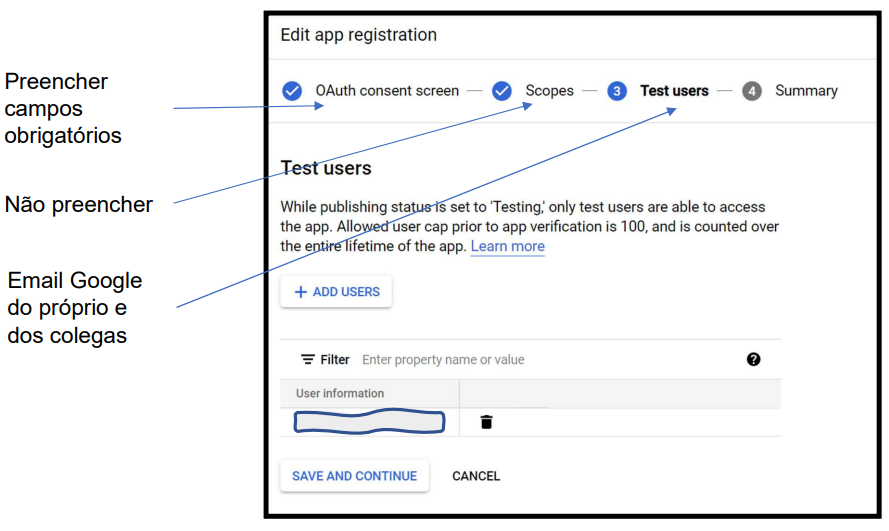 Preencher
campos
obrigatórios
Não preencher
Email Google
do próprio e
dos colegas
Edit app registration
OAuth consent screen — Scopes — 3 Test users — 4 Summary
Test users
While publishing status is set to 'Testing,' only test users are able to access
the app. Allowed user cap prior to app verification is 100, and is counted over
the entire lifetime of the app. Learn more
+ ADD USERS
Filter Enter property name or value ?
User information
SAVE AND CONTINUE CANCEL